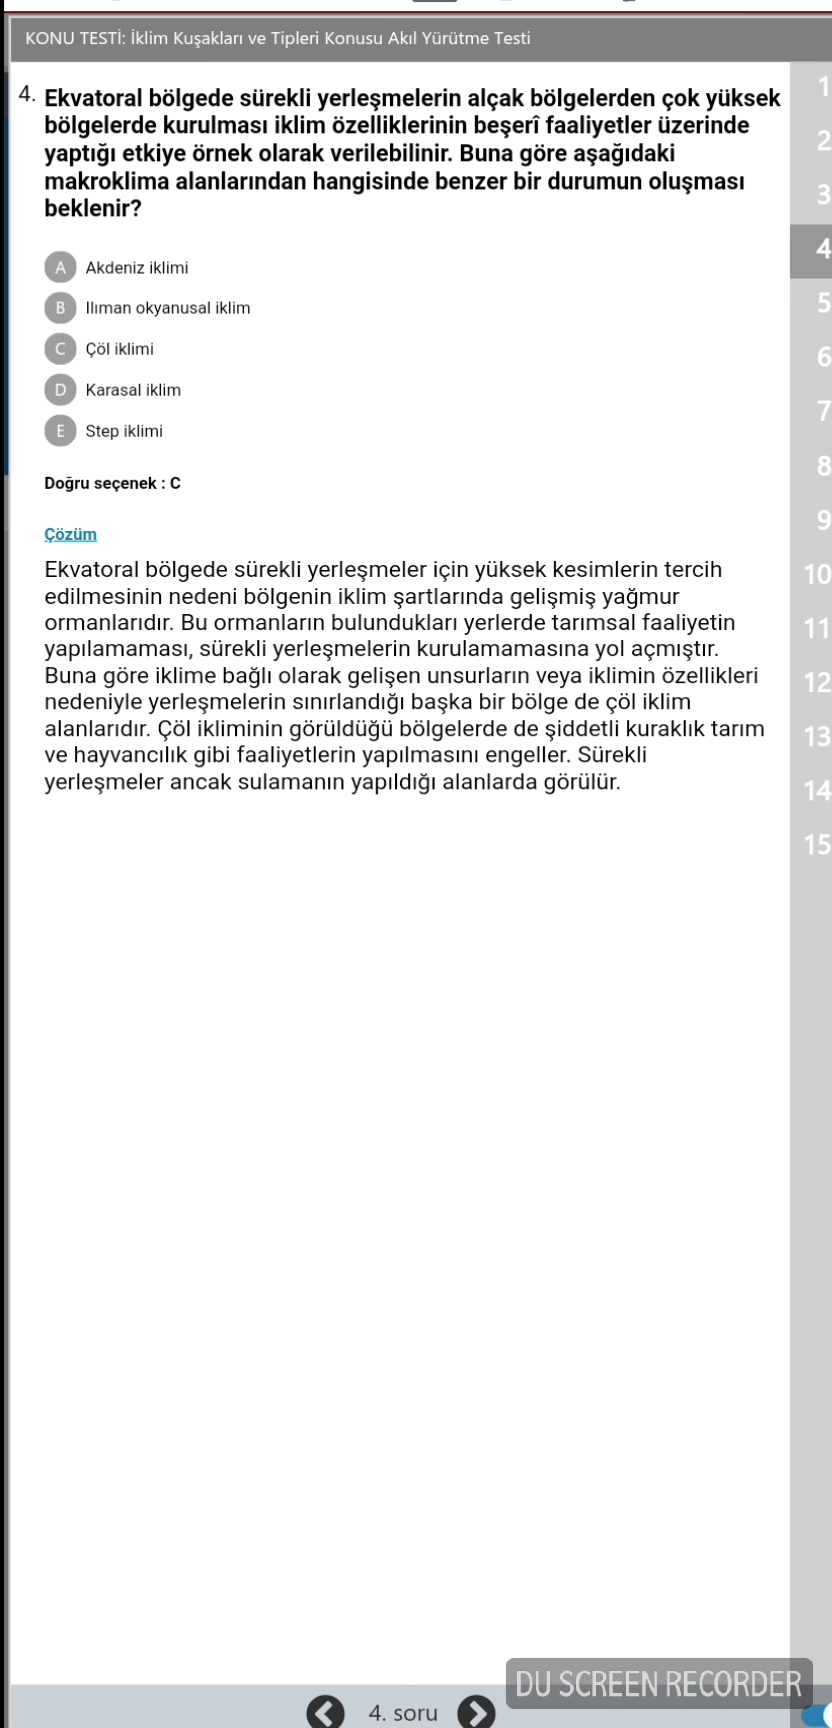 KONU TESTİ: İklim Kuşakları ve Tipleri Konusu Akıl Yürütme Testi
4. Ekvatoral bölgede sürekli yerleşmelerin alçak bölgelerden çok yüksek
bölgelerde kurulması iklim özelliklerinin beşerî faaliyetler üzerinde
yaptığı etkiye örnek olarak verilebilinir. Buna göre aşağıdaki
makroklima alanlarından hangisinde benzer bir durumun oluşması
beklenir?
A Akdeniz iklimi
B Ilıman okyanusal iklim
C Çöl iklimi
D Karasal iklim
E Step iklimi
Doğru seçenek : C
Çözüm
Ekvatoral bölgede sürekli yerleşmeler için yüksek kesimlerin tercih
edilmesinin nedeni bölgenin iklim şartlarında gelişmiş yağmur
ormanlarıdır. Bu ormanların bulundukları yerlerde tarımsal faaliyetin
yapılamaması, sürekli yerleşmelerin kurulamamasına yol açmıştır.
Buna göre iklime bağlı olarak gelişen unsurların veya iklimin özellikleri
nedeniyle yerleşmelerin sınırlandığı başka bir bölge de çöl iklim
alanlarıdır. Çöl ikliminin görüldüğü bölgelerde de şiddetli kuraklık tarım
ve hayvancılık gibi faaliyetlerin yapılmasını engeller. Sürekli
yerleşmeler ancak sulamanın yapıldığı alanlarda görülür.
1
2
3
4
5
6
7
8
9
10
11
12
13
14
15
DU SCREEN RECORDER
4. soru